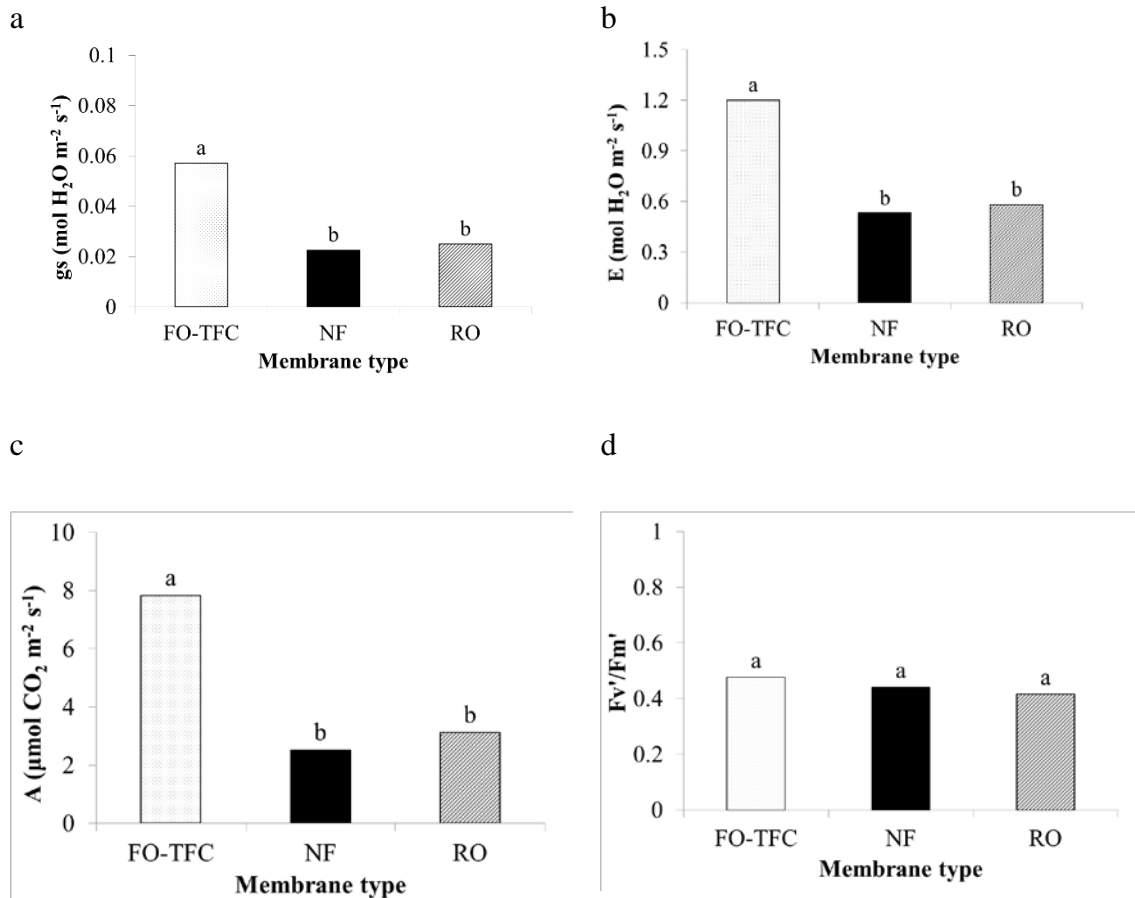 a
gs (mol H₂O m⁻² s⁻¹)
0.1
0.08
0.06
0.04
0.02
0
a
b
b
FO-TFC NF RO
Membrane type
b
E (mol H₂O m⁻² s⁻¹)
1.5
1.2
0.9
0.6
0.3
0
a
b
b
FO-TFC NF RO
Membrane type
c
A (µmol CO₂ m⁻² s⁻¹)
10
8
6
4
2
0
a
b
b
FO-TFC NF RO
Membrane type
d
Fv'/Fm'
1
0.8
0.6
0.4
0.2
0
a
a
a
FO-TFC NF RO
Membrane type